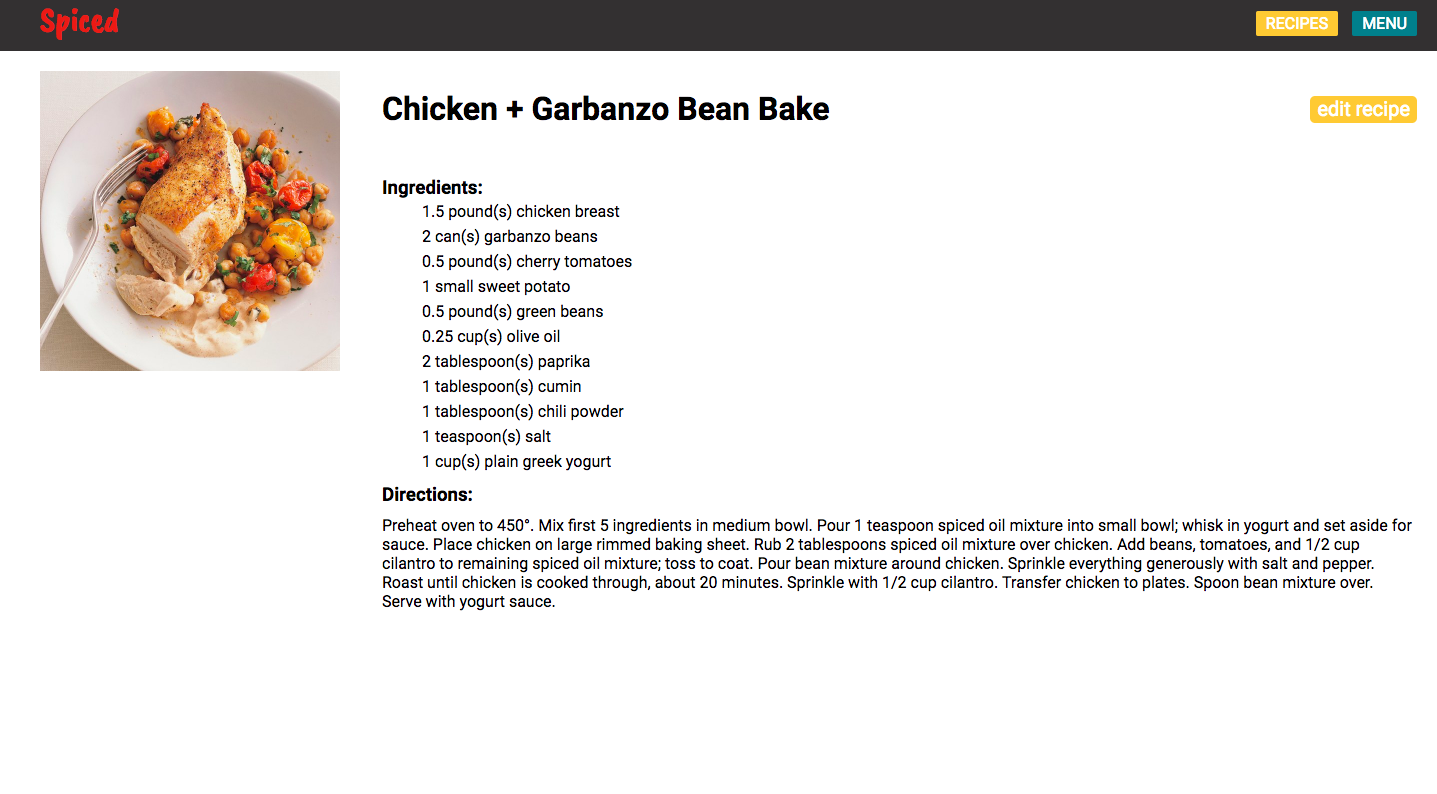 Spiced
RECIPES
MENU
Chicken + Garbanzo Bean Bake
edit recipe
Ingredients:
1.5 pound(s) chicken breast
2 can(s) garbanzo beans
0.5 pound(s) cherry tomatoes
1 small sweet potato
0.5 pound(s) green beans
0.25 cup(s) olive oil
2 tablespoon(s) paprika
1 tablespoon(s) cumin
1 tablespoon(s) chili powder
1 teaspoon(s) salt
1 cup(s) plain greek yogurt
Directions:
Preheat oven to 450°. Mix first 5 ingredients in medium bowl. Pour 1 teaspoon spiced oil mixture into small bowl; whisk in yogurt and set aside for
sauce. Place chicken on large rimmed baking sheet. Rub 2 tablespoons spiced oil mixture over chicken. Add beans, tomatoes, and 1/2 cup
cilantro to remaining spiced oil mixture; toss to coat. Pour bean mixture around chicken. Sprinkle everything generously with salt and pepper.
Roast until chicken is cooked through, about 20 minutes. Sprinkle with 1/2 cup cilantro. Transfer chicken to plates. Spoon bean mixture over.
Serve with yogurt sauce.